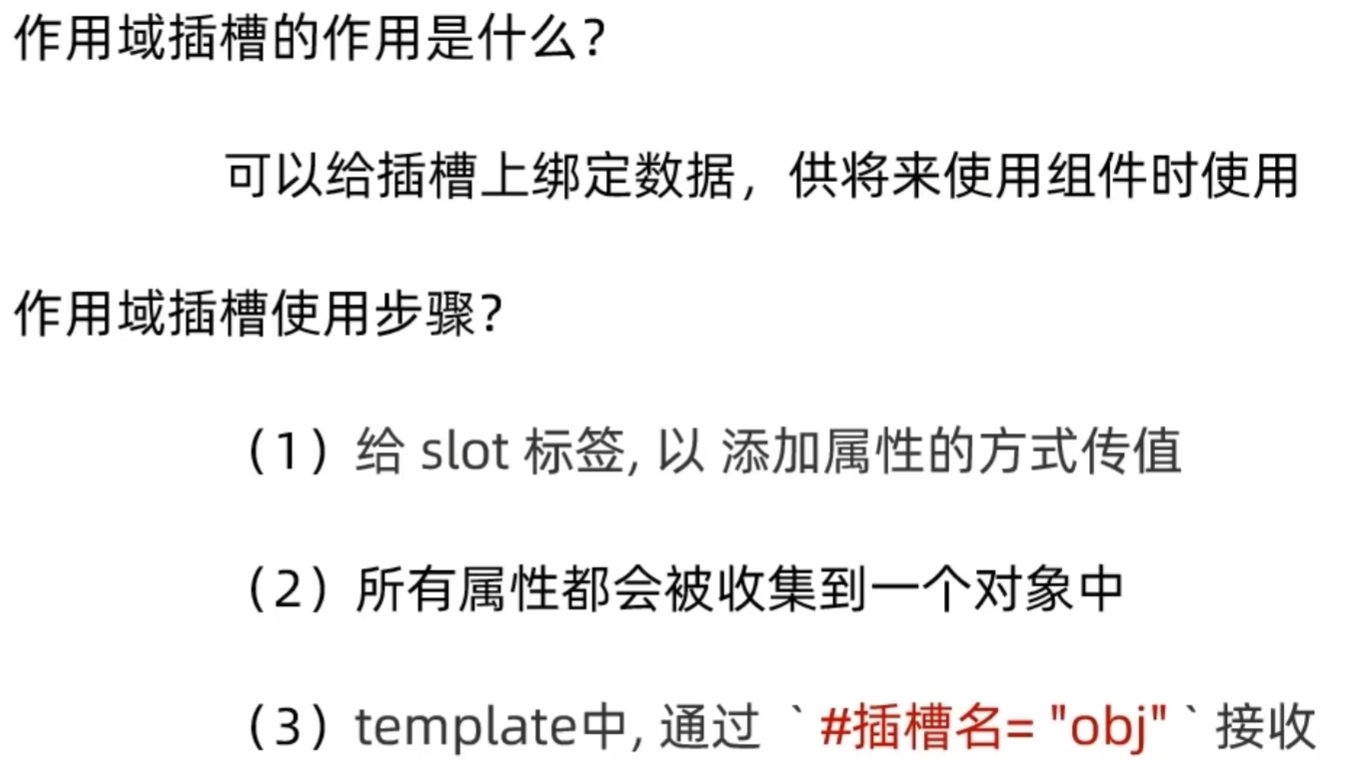 作用域插槽的作用是什么?
可以给插槽上绑定数据，供将来使用组件时使用
作用域插槽使用步骤?
（1）给 slot 标签, 以 添加属性的方式传值
（2）所有属性都会被收集到一个对象中
（3）template中, 通过 ` #插槽名= "obj" ` 接收